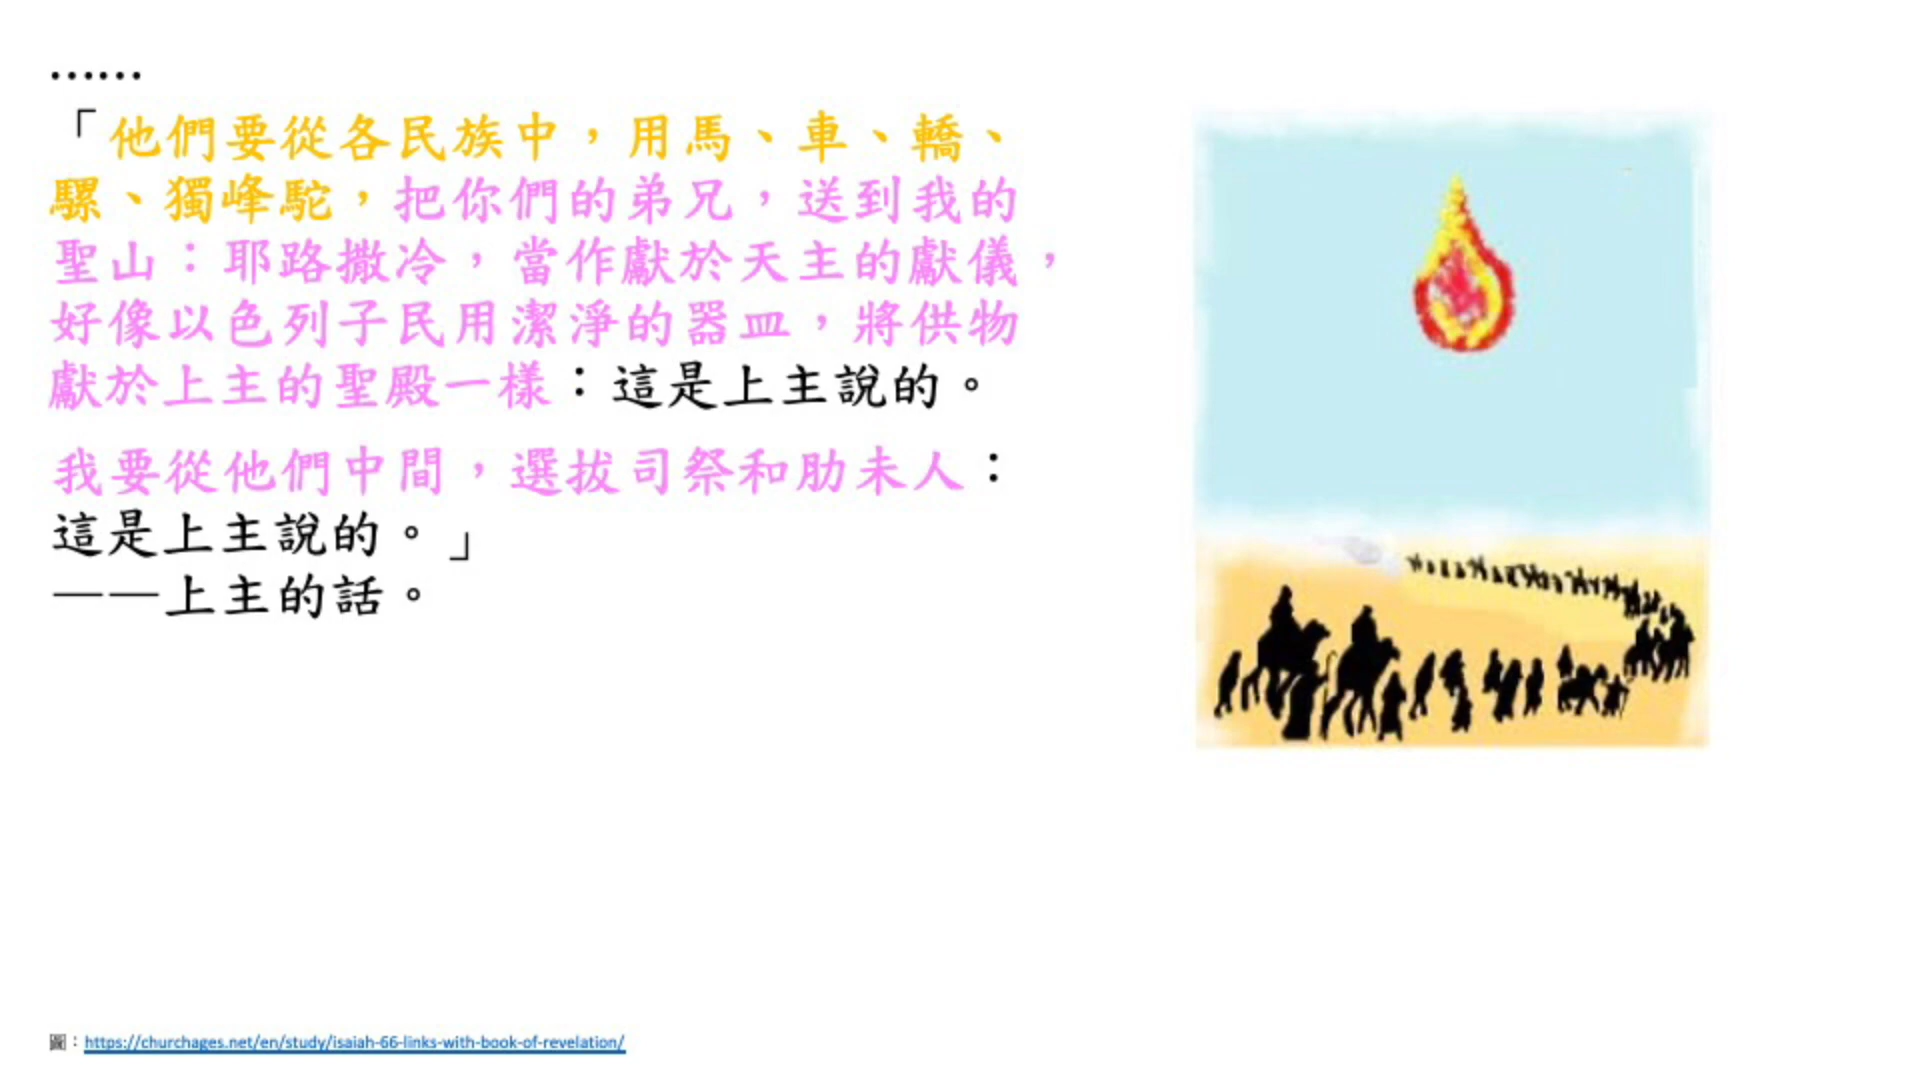 ……
「他們要從各民族中，用馬、車、轎、
騾、獨峰駝，把你們的弟兄，送到我的
聖山：耶路撒冷，當作獻於天主的獻儀，
好像以色列子民用潔淨的器皿，將供物
獻於上主的聖殿一樣：這是上主說的。
我要從他們中間，選拔司祭和肋未人：
這是上主說的。」
——上主的話。
圖：https://churchages.net/en/study/isaiah-66-links-with-book-of-revelation/